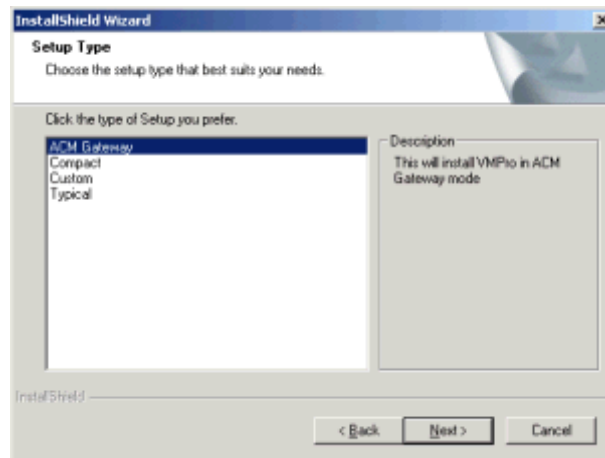 InstallShield Wizard
Setup Type
Choose the setup type that best suits your needs.
Click the type of Setup you prefer.
ACM Gateway
Compact
Custom
Typical
Description
This will install VMPro in ACM
Gateway mode
InstallShield
< Back
Next >
Cancel